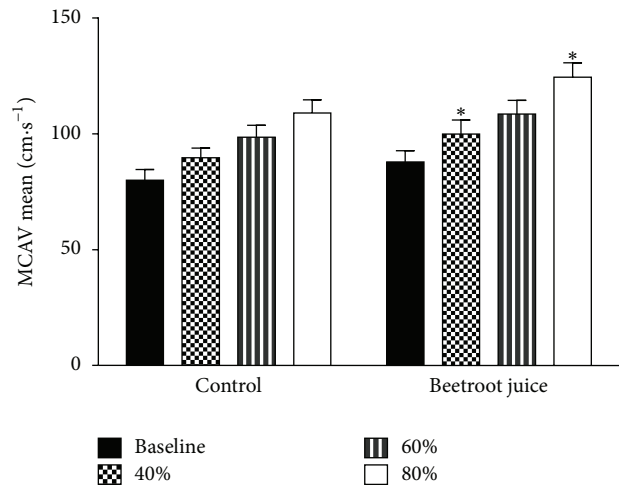 150
100
50
0
MCAV mean (cm·s⁻¹)
*
*
Control
Beetroot juice
Baseline
40%
60%
80%